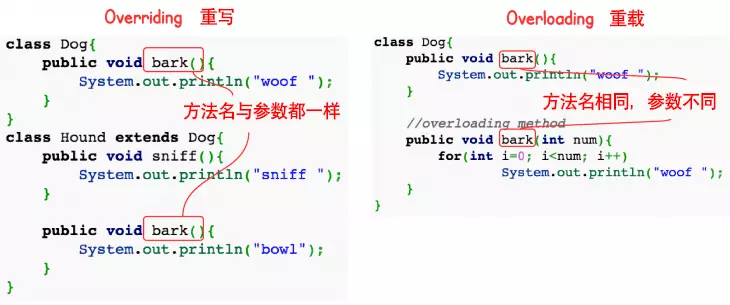 Overriding 重写
class Dog{
public void bark(){
System.out.println("woof ");
}
}
方法名与参数都一样
class Hound extends Dog{
public void sniff(){
System.out.println("sniff ");
}
public void bark(){
System.out.println("bowl");
}
}
Overloading 重载
class Dog{
public void bark(){
System.out.println("woof ");
}
方法名相同，参数不同
//overloading method
public void bark(int num){
for(int i=0; i<num; i++)
System.out.println("woof ");
}
}